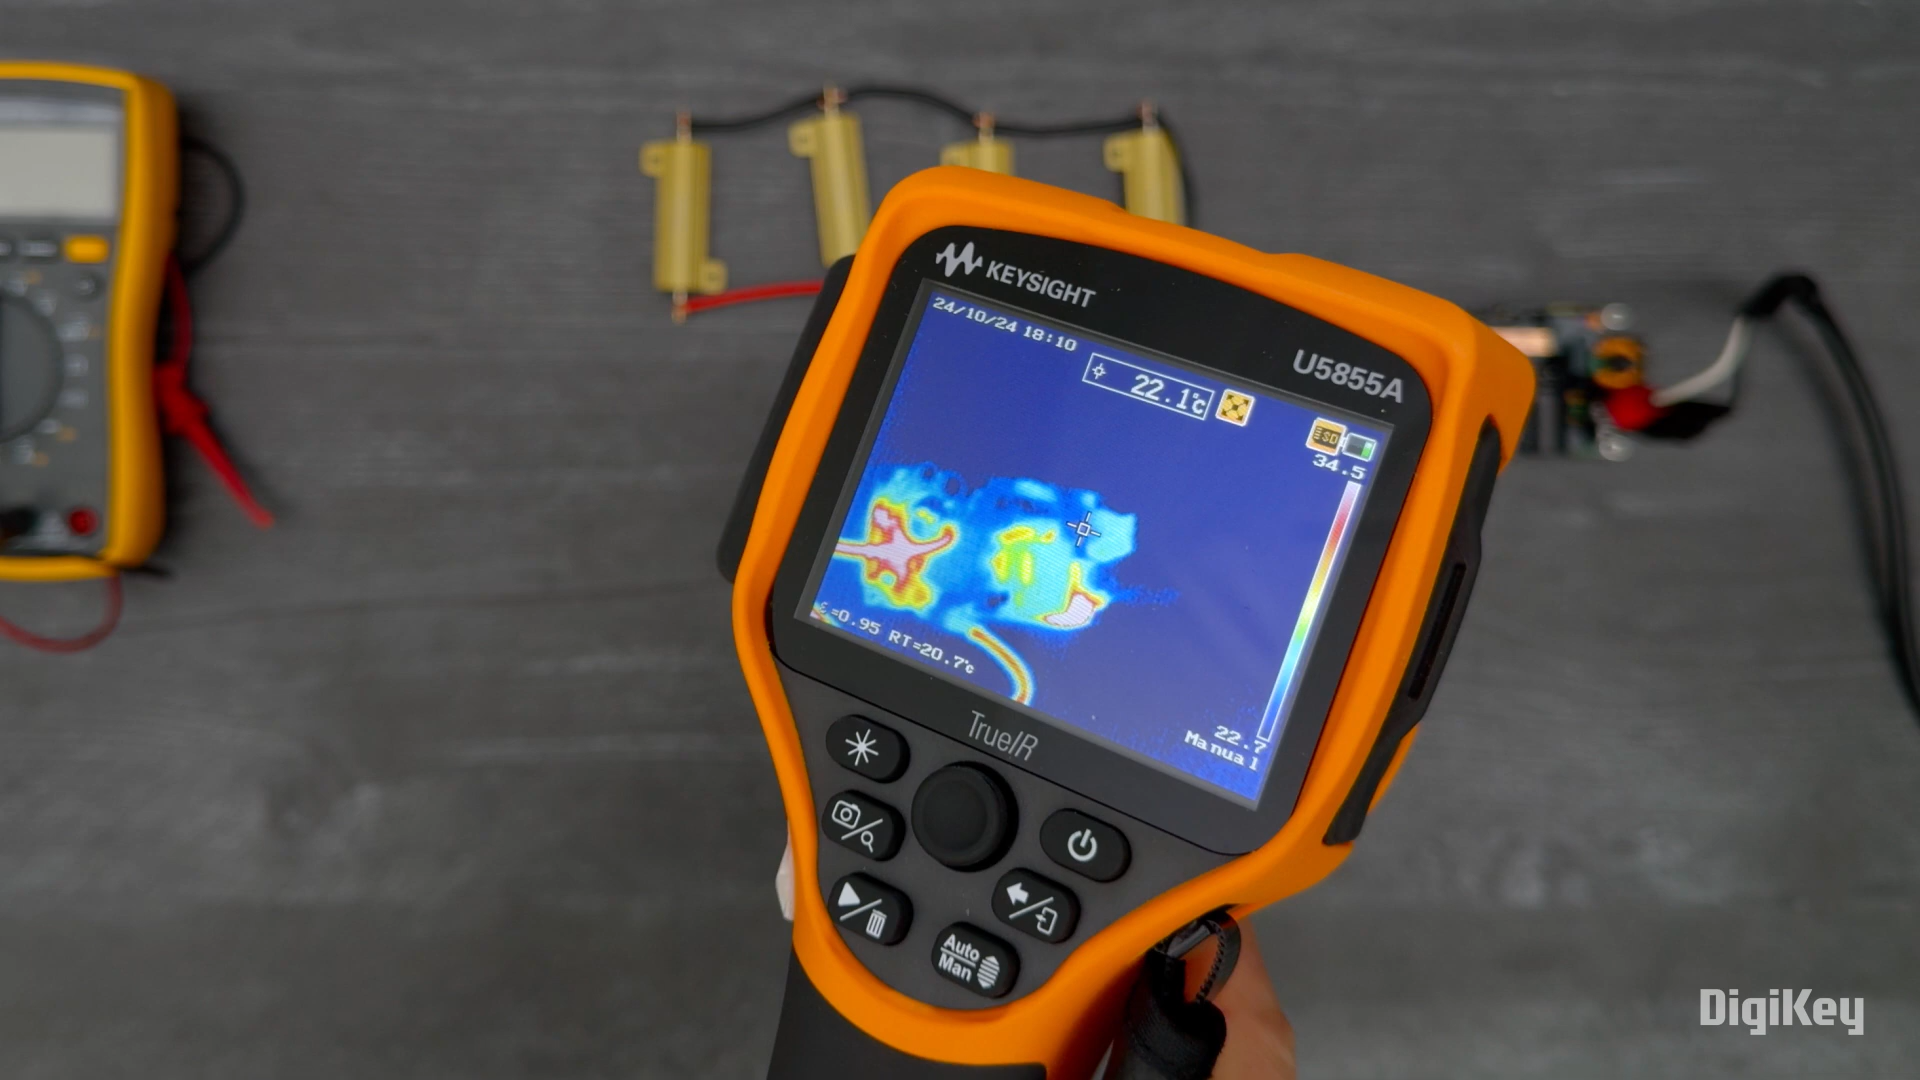 KEYSIGHT
U5855A
24/10/24 18:10
22.1°C
SD
34.5
ε=0.95 RT=20.7°C
22.7
Manual
TrueIR
Auto
Man
DigiKey